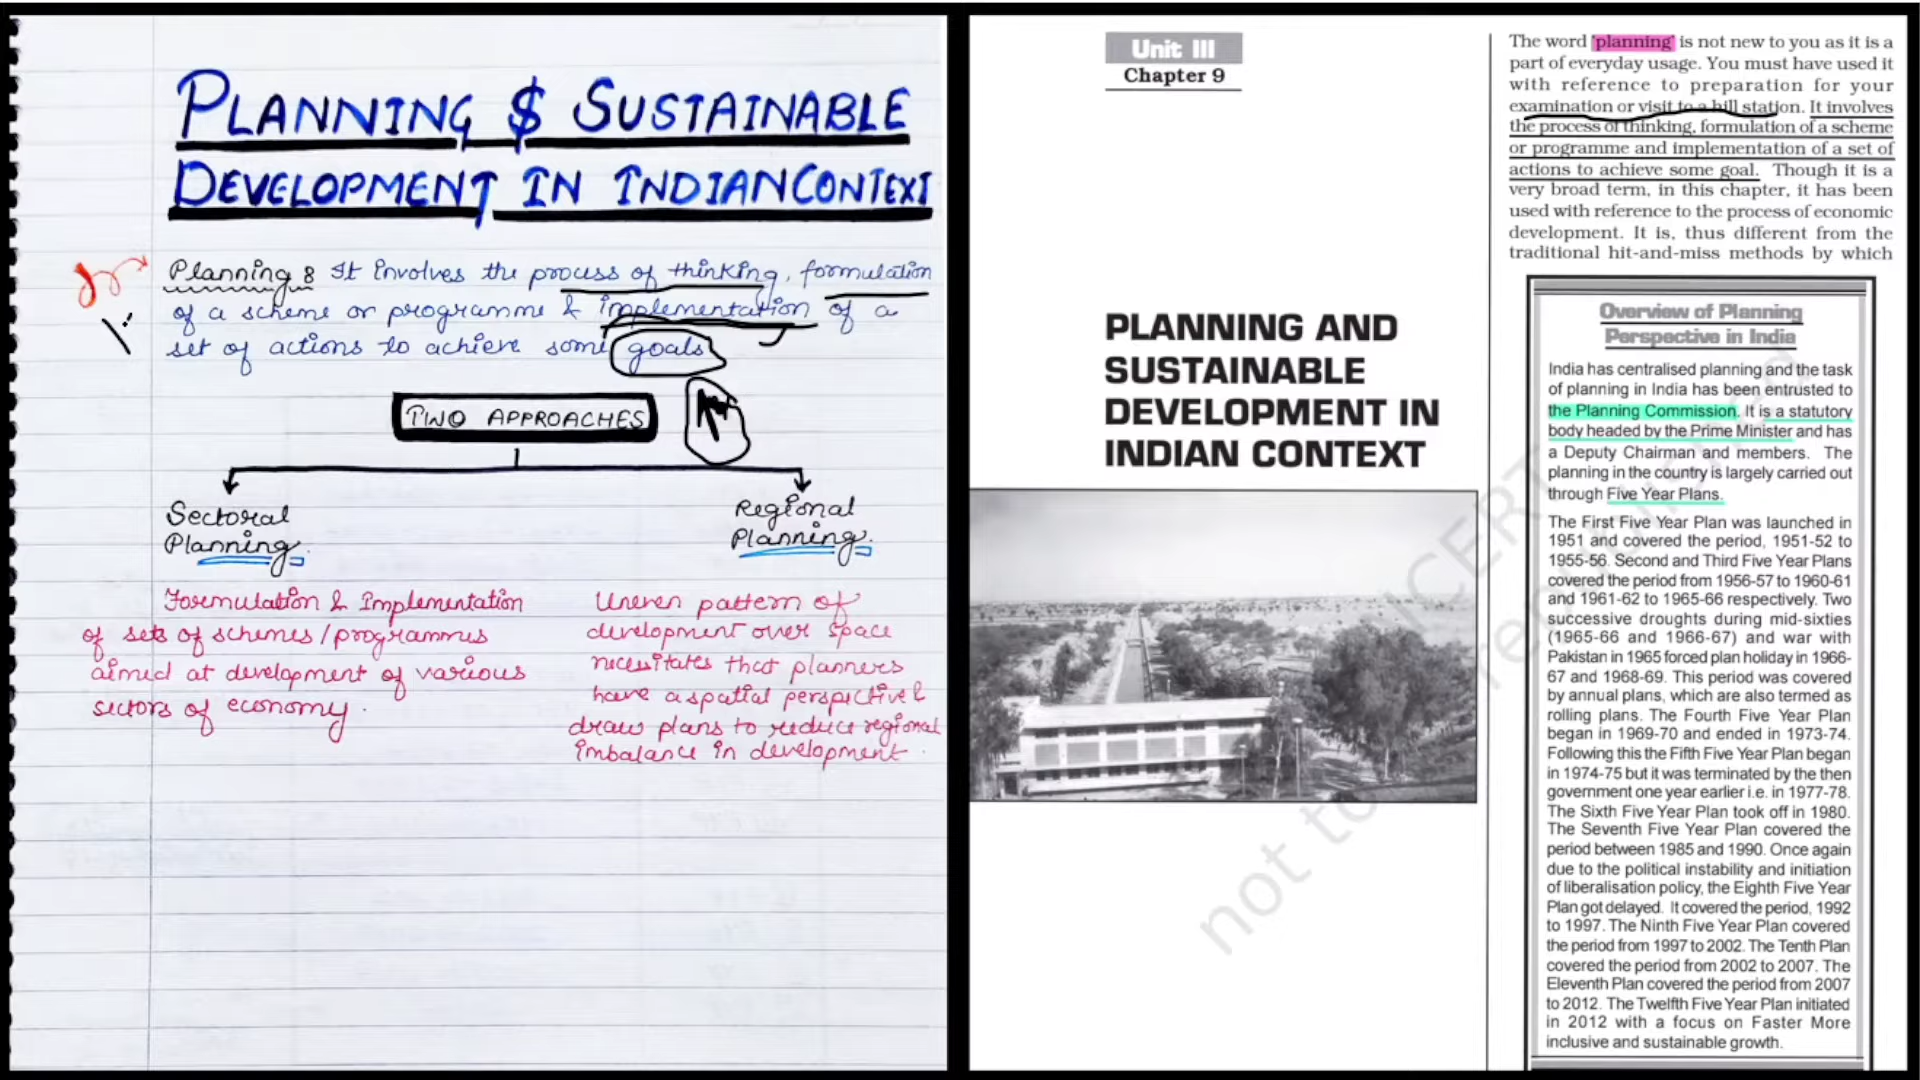 PLANNING $ SUSTAINABLE
DEVELOPMENT IN INDIAN CONTEXT
Planning : It involves the process of thinking, formulation
of a scheme or programme & implementation of a
set of actions to achieve some goals
TWO APPROACHES
Sectoral
Planning.
Formulation & Implementation
of sets of schemes/programmes
aimed at development of various
sectors of economy.
Regional
Planning.
Uneven pattern of
development over space
necessitates that planners
have a spatial perspective &
draw plans to reduce regional
imbalance in development.
Unit III
Chapter 9
PLANNING AND
SUSTAINABLE
DEVELOPMENT IN
INDIAN CONTEXT
The word 'planning' is not new to you as it is a
part of everyday usage. You must have used it
with reference to preparation for your
examination or visit to a hill station. It involves
the process of thinking, formulation of a scheme
or programme and implementation of a set of
actions to achieve some goal. Though it is a
very broad term, in this chapter, it has been
used with reference to the process of economic
development. It is, thus different from the
traditional hit-and-miss methods by which
Overview of Planning
Perspective in India
India has centralised planning and the task
of planning in India has been entrusted to
the Planning Commission. It is a statutory
body headed by the Prime Minister and has
a Deputy Chairman and members. The
planning in the country is largely carried out
through Five Year Plans.
The First Five Year Plan was launched in
1951 and covered the period, 1951-52 to
1955-56. Second and Third Five Year Plans
covered the period from 1956-57 to 1960-61
and 1961-62 to 1965-66 respectively. Two
successive droughts during mid-sixties
(1965-66 and 1966-67) and war with
Pakistan in 1965 forced plan holiday in 1966-
67 and 1968-69. This period was covered
by annual plans, which are also termed as
rolling plans. The Fourth Five Year Plan
began in 1969-70 and ended in 1973-74.
Following this the Fifth Five Year Plan began
in 1974-75 but it was terminated by the then
government one year earlier i.e. in 1977-78.
The Sixth Five Year Plan took off in 1980.
The Seventh Five Year Plan covered the
period between 1985 and 1990. Once again
due to the political instability and initiation
of liberalisation policy, the Eighth Five Year
Plan got delayed. It covered the period, 1992
to 1997. The Ninth Five Year Plan covered
the period from 1997 to 2002. The Tenth Plan
covered the period from 2002 to 2007. The
Eleventh Plan covered the period from 2007
to 2012. The Twelfth Five Year Plan initiated
in 2012 with a focus on Faster More
inclusive and sustainable growth.
not to